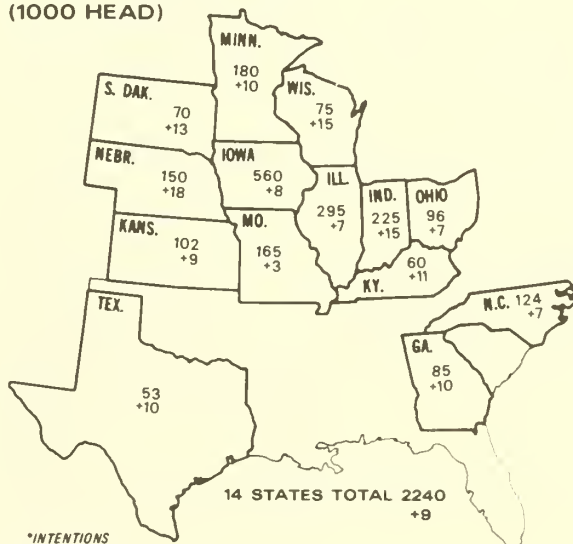 (1000 HEAD)
MINN.
180
+10
S. DAK.
70
+13
WIS.
75
+15
NEBR.
150
+18
IOWA
560
+8
ILL.
295
+7
IND.
225
+15
OHIO
96
+7
KANS.
102
+9
MO.
165
+3
KY.
60
+11
TEX.
53
+10
N.C. 124
+7
GA.
85
+10
14 STATES TOTAL 2240
+9
*INTENTIONS